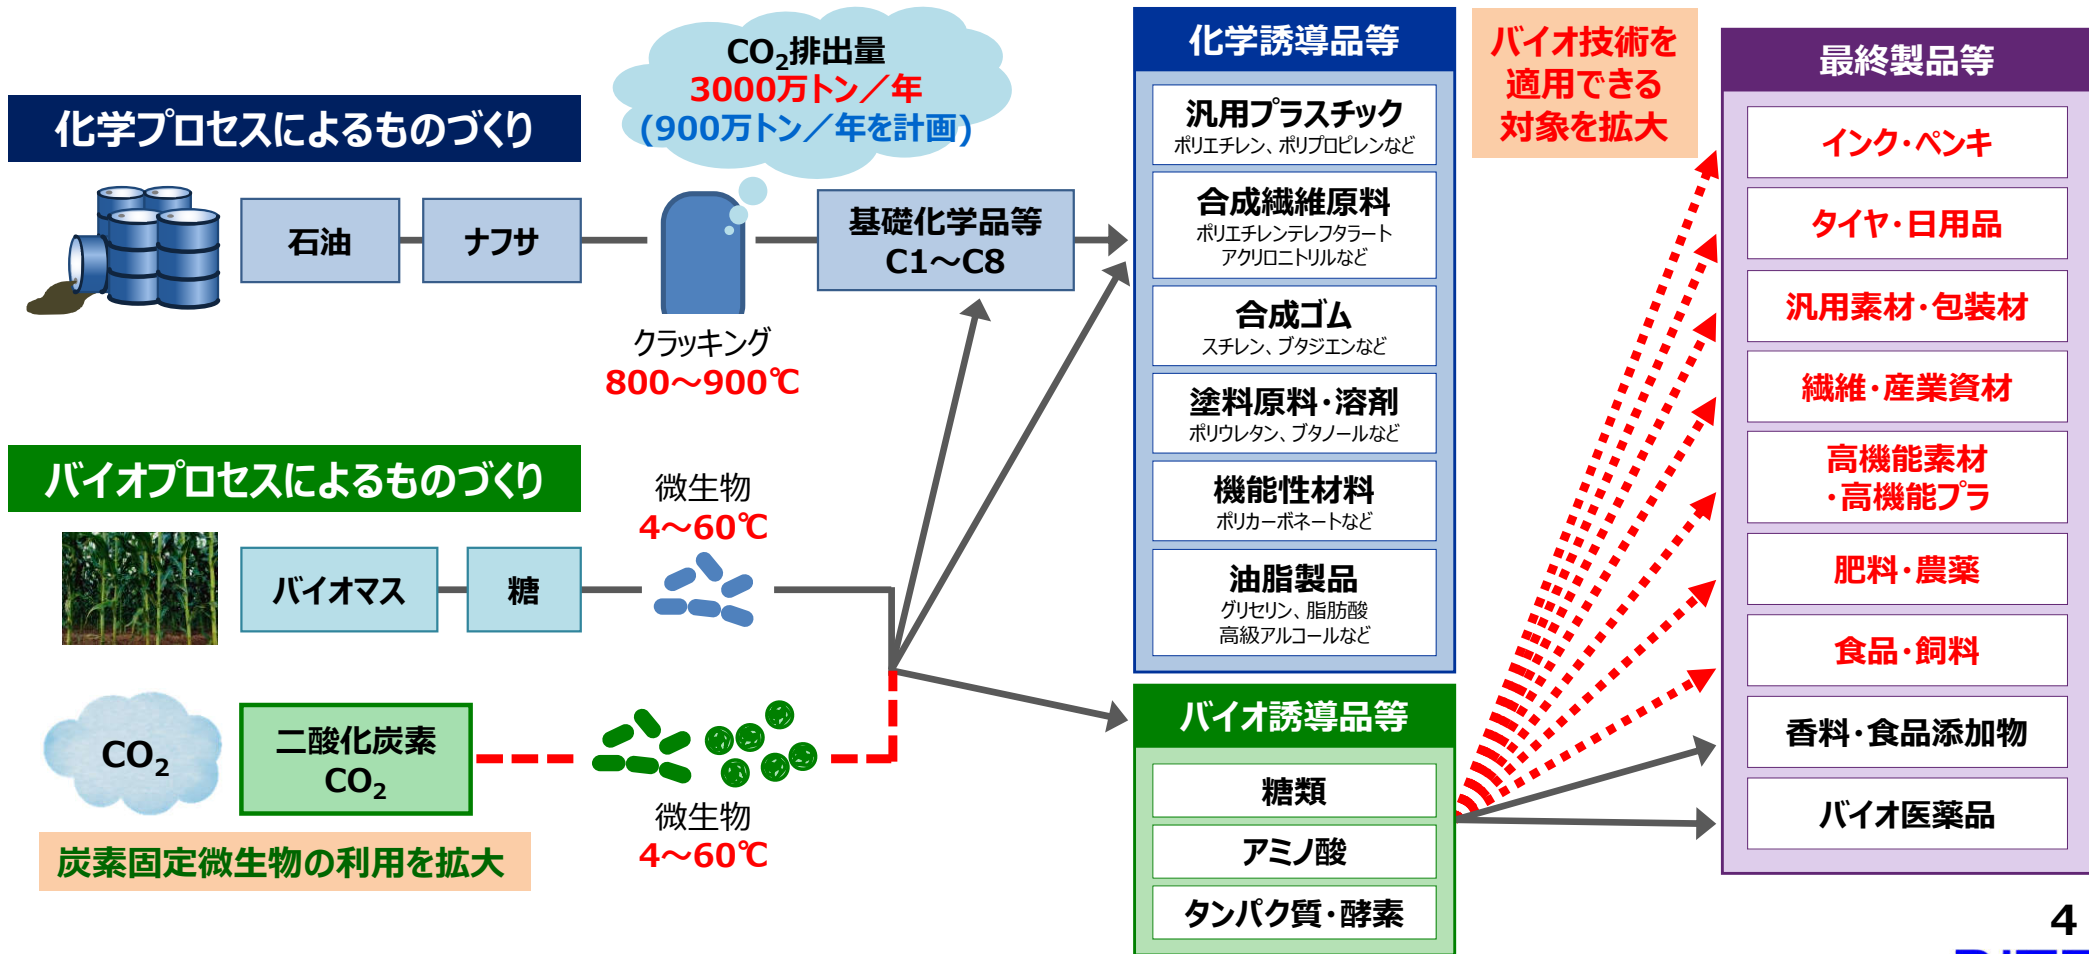 化学プロセスによるものづくり
CO₂排出量
3000万トン／年
(900万トン／年を計画)
石油
ナフサ
クラッキング
800～900℃
基礎化学品等
C1～C8
バイオプロセスによるものづくり
バイオマス
糖
微生物
4～60℃
CO₂
二酸化炭素
CO₂
微生物
4～60℃
炭素固定微生物の利用を拡大
化学誘導品等
汎用プラスチック
ポリエチレン、ポリプロピレンなど
合成繊維原料
ポリエチレンテレフタラート
アクリロニトリルなど
合成ゴム
スチレン、ブタジエンなど
塗料原料・溶剤
ポリウレタン、ブタノールなど
機能性材料
ポリカーボネートなど
油脂製品
グリセリン、脂肪酸
高級アルコールなど
バイオ誘導品等
糖類
アミノ酸
タンパク質・酵素
バイオ技術を
適用できる
対象を拡大
最終製品等
インク・ペンキ
タイヤ・日用品
汎用素材・包装材
繊維・産業資材
高機能素材
・高機能プラ
肥料・農薬
食品・飼料
香料・食品添加物
バイオ医薬品
4